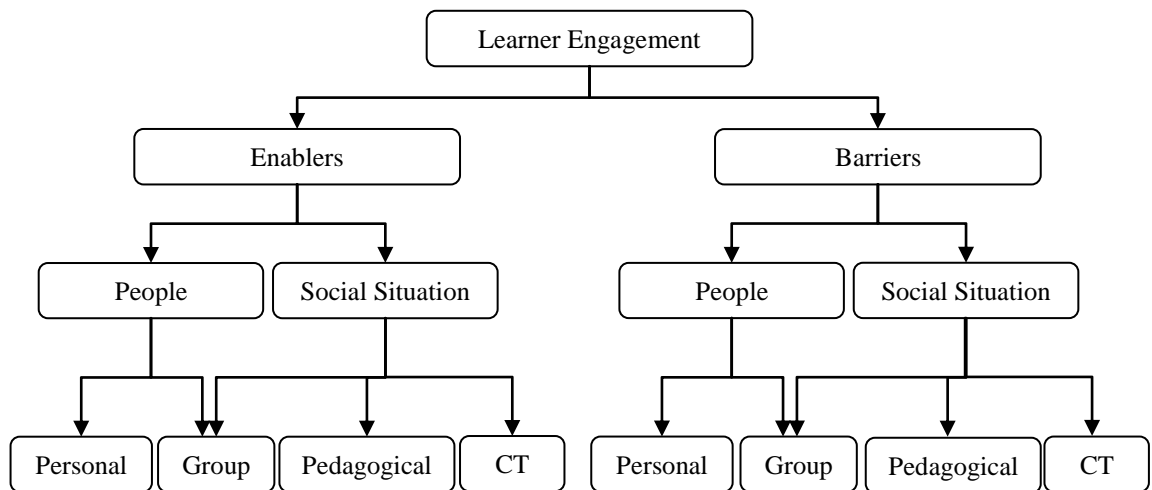 Learner Engagement
Enablers
Barriers
People
Social Situation
People
Social Situation
Personal
Group
Pedagogical
CT
Personal
Group
Pedagogical
CT